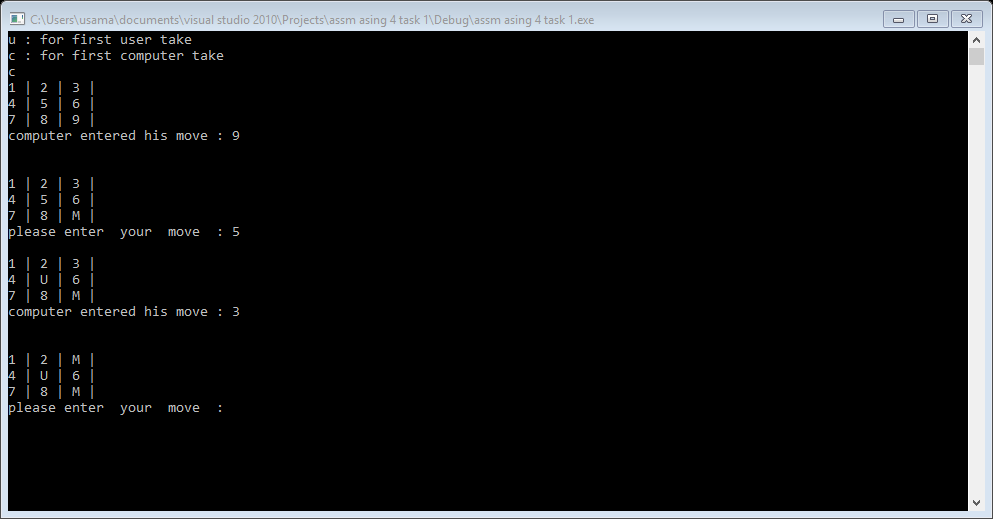 C:\Users\usama\documents\visual studio 2010\Projects\assm asing 4 task 1\Debug\assm asing 4 task 1.exe
u : for first user take
c : for first computer take
c
1 | 2 | 3 |
4 | 5 | 6 |
7 | 8 | 9 |
computer entered his move : 9
1 | 2 | 3 |
4 | 5 | 6 |
7 | 8 | M |
please enter  your  move  : 5
1 | 2 | 3 |
4 | U | 6 |
7 | 8 | M |
computer entered his move : 3
1 | 2 | M |
4 | U | 6 |
7 | 8 | M |
please enter  your  move  :